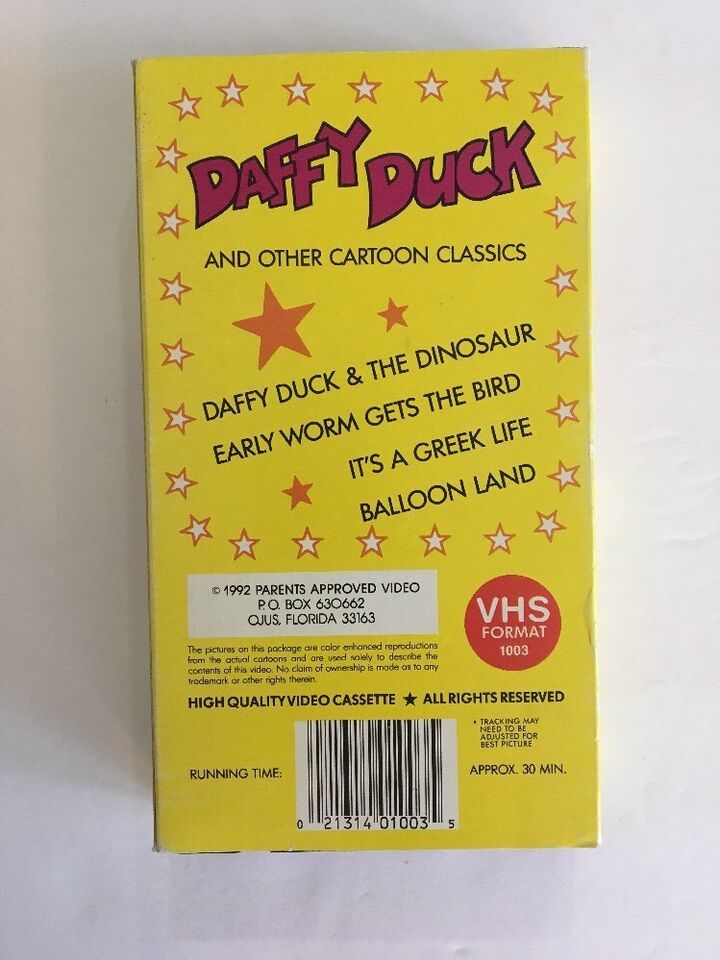 DAFFY DUCK
AND OTHER CARTOON CLASSICS
DAFFY DUCK & THE DINOSAUR
EARLY WORM GETS THE BIRD
IT'S A GREEK LIFE
BALLOON LAND
© 1992 PARENTS APPROVED VIDEO
P.O. BOX 630662
OJUS, FLORIDA 33163
VHS
FORMAT
1003
The pictures on this package are color enhanced reproductions
from the actual cartoons and are used solely to describe the
contents of this video. No claim of ownership is made as to any
trademark or other rights therein.
HIGH QUALITY VIDEO CASSETTE ★ ALL RIGHTS RESERVED
• TRACKING MAY
NEED TO BE
ADJUSTED FOR
BEST PICTURE
RUNNING TIME:
APPROX. 30 MIN.
0 21314 01003 5